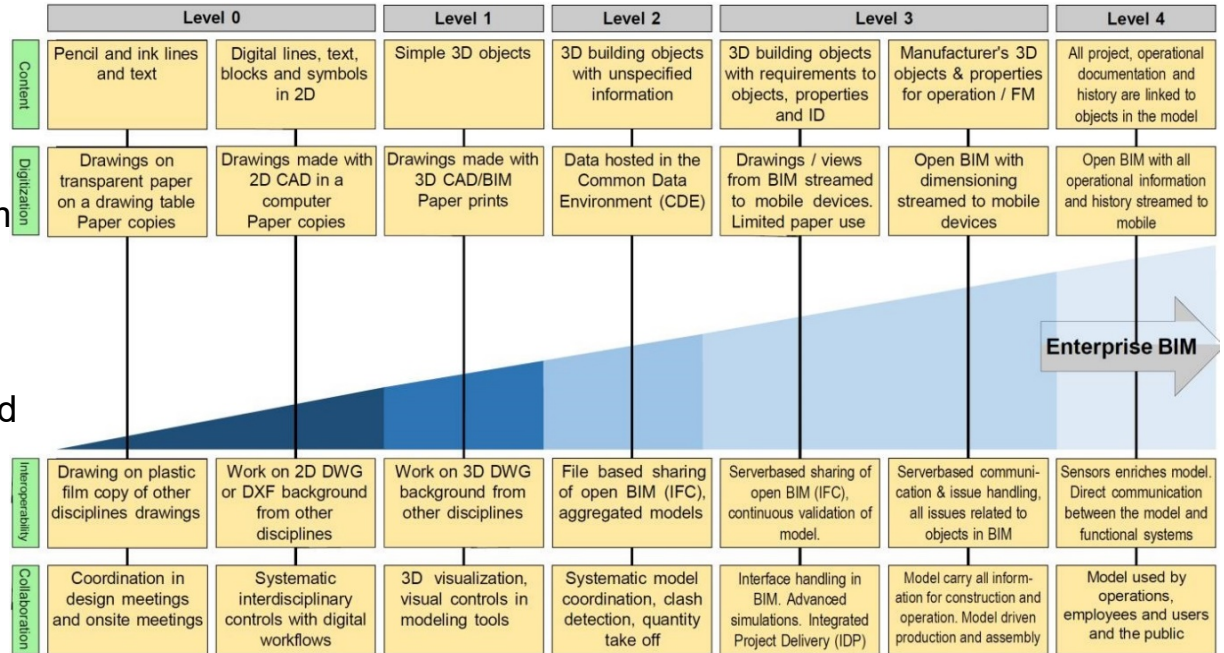 Level 0
Level 1
Level 2
Level 3
Level 4
Content
Pencil and ink lines
and text
Digital lines, text,
blocks and symbols
in 2D
Simple 3D objects
3D building objects
with unspecified
information
3D building objects
with requirements to
objects, properties
and ID
Manufacturer's 3D
objects & properties
for operation / FM
All project, operational
documentation and
history are linked to
objects in the model
Digitization
Drawings on
transparent paper
on a drawing table
Paper copies
Drawings made with
2D CAD in a
computer
Paper copies
Drawings made with
3D CAD/BIM
Paper prints
Data hosted in the
Common Data
Environment (CDE)
Drawings / views
from BIM streamed
to mobile devices.
Limited paper use
Open BIM with
dimensioning
streamed to mobile
devices
Open BIM with all
operational information
and history streamed to
mobile
Enterprise BIM
Interoperability
Drawing on plastic
film copy of other
disciplines drawings
Work on 2D DWG
or DXF background
from other
disciplines
Work on 3D DWG
background from
other disciplines
File based sharing
of open BIM (IFC),
aggregated models
Serverbased sharing of
open BIM (IFC),
continuous validation of
model.
Serverbased communi-
cation & issue handling,
all issues related to
objects in BIM
Sensors enriches model.
Direct communication
between the model and
functional systems
Collaboration
Coordination in
design meetings
and onsite meetings
Systematic
interdisciplinary
controls with digital
workflows
3D visualization,
visual controls in
modeling tools
Systematic model
coordination, clash
detection, quantity
take off
Interface handling in
BIM. Advanced
simulations. Integrated
Project Delivery (IDP)
Model carry all inform-
ation for construction and
operation. Model driven
production and assembly
Model used by
operations,
employees and users
and the public